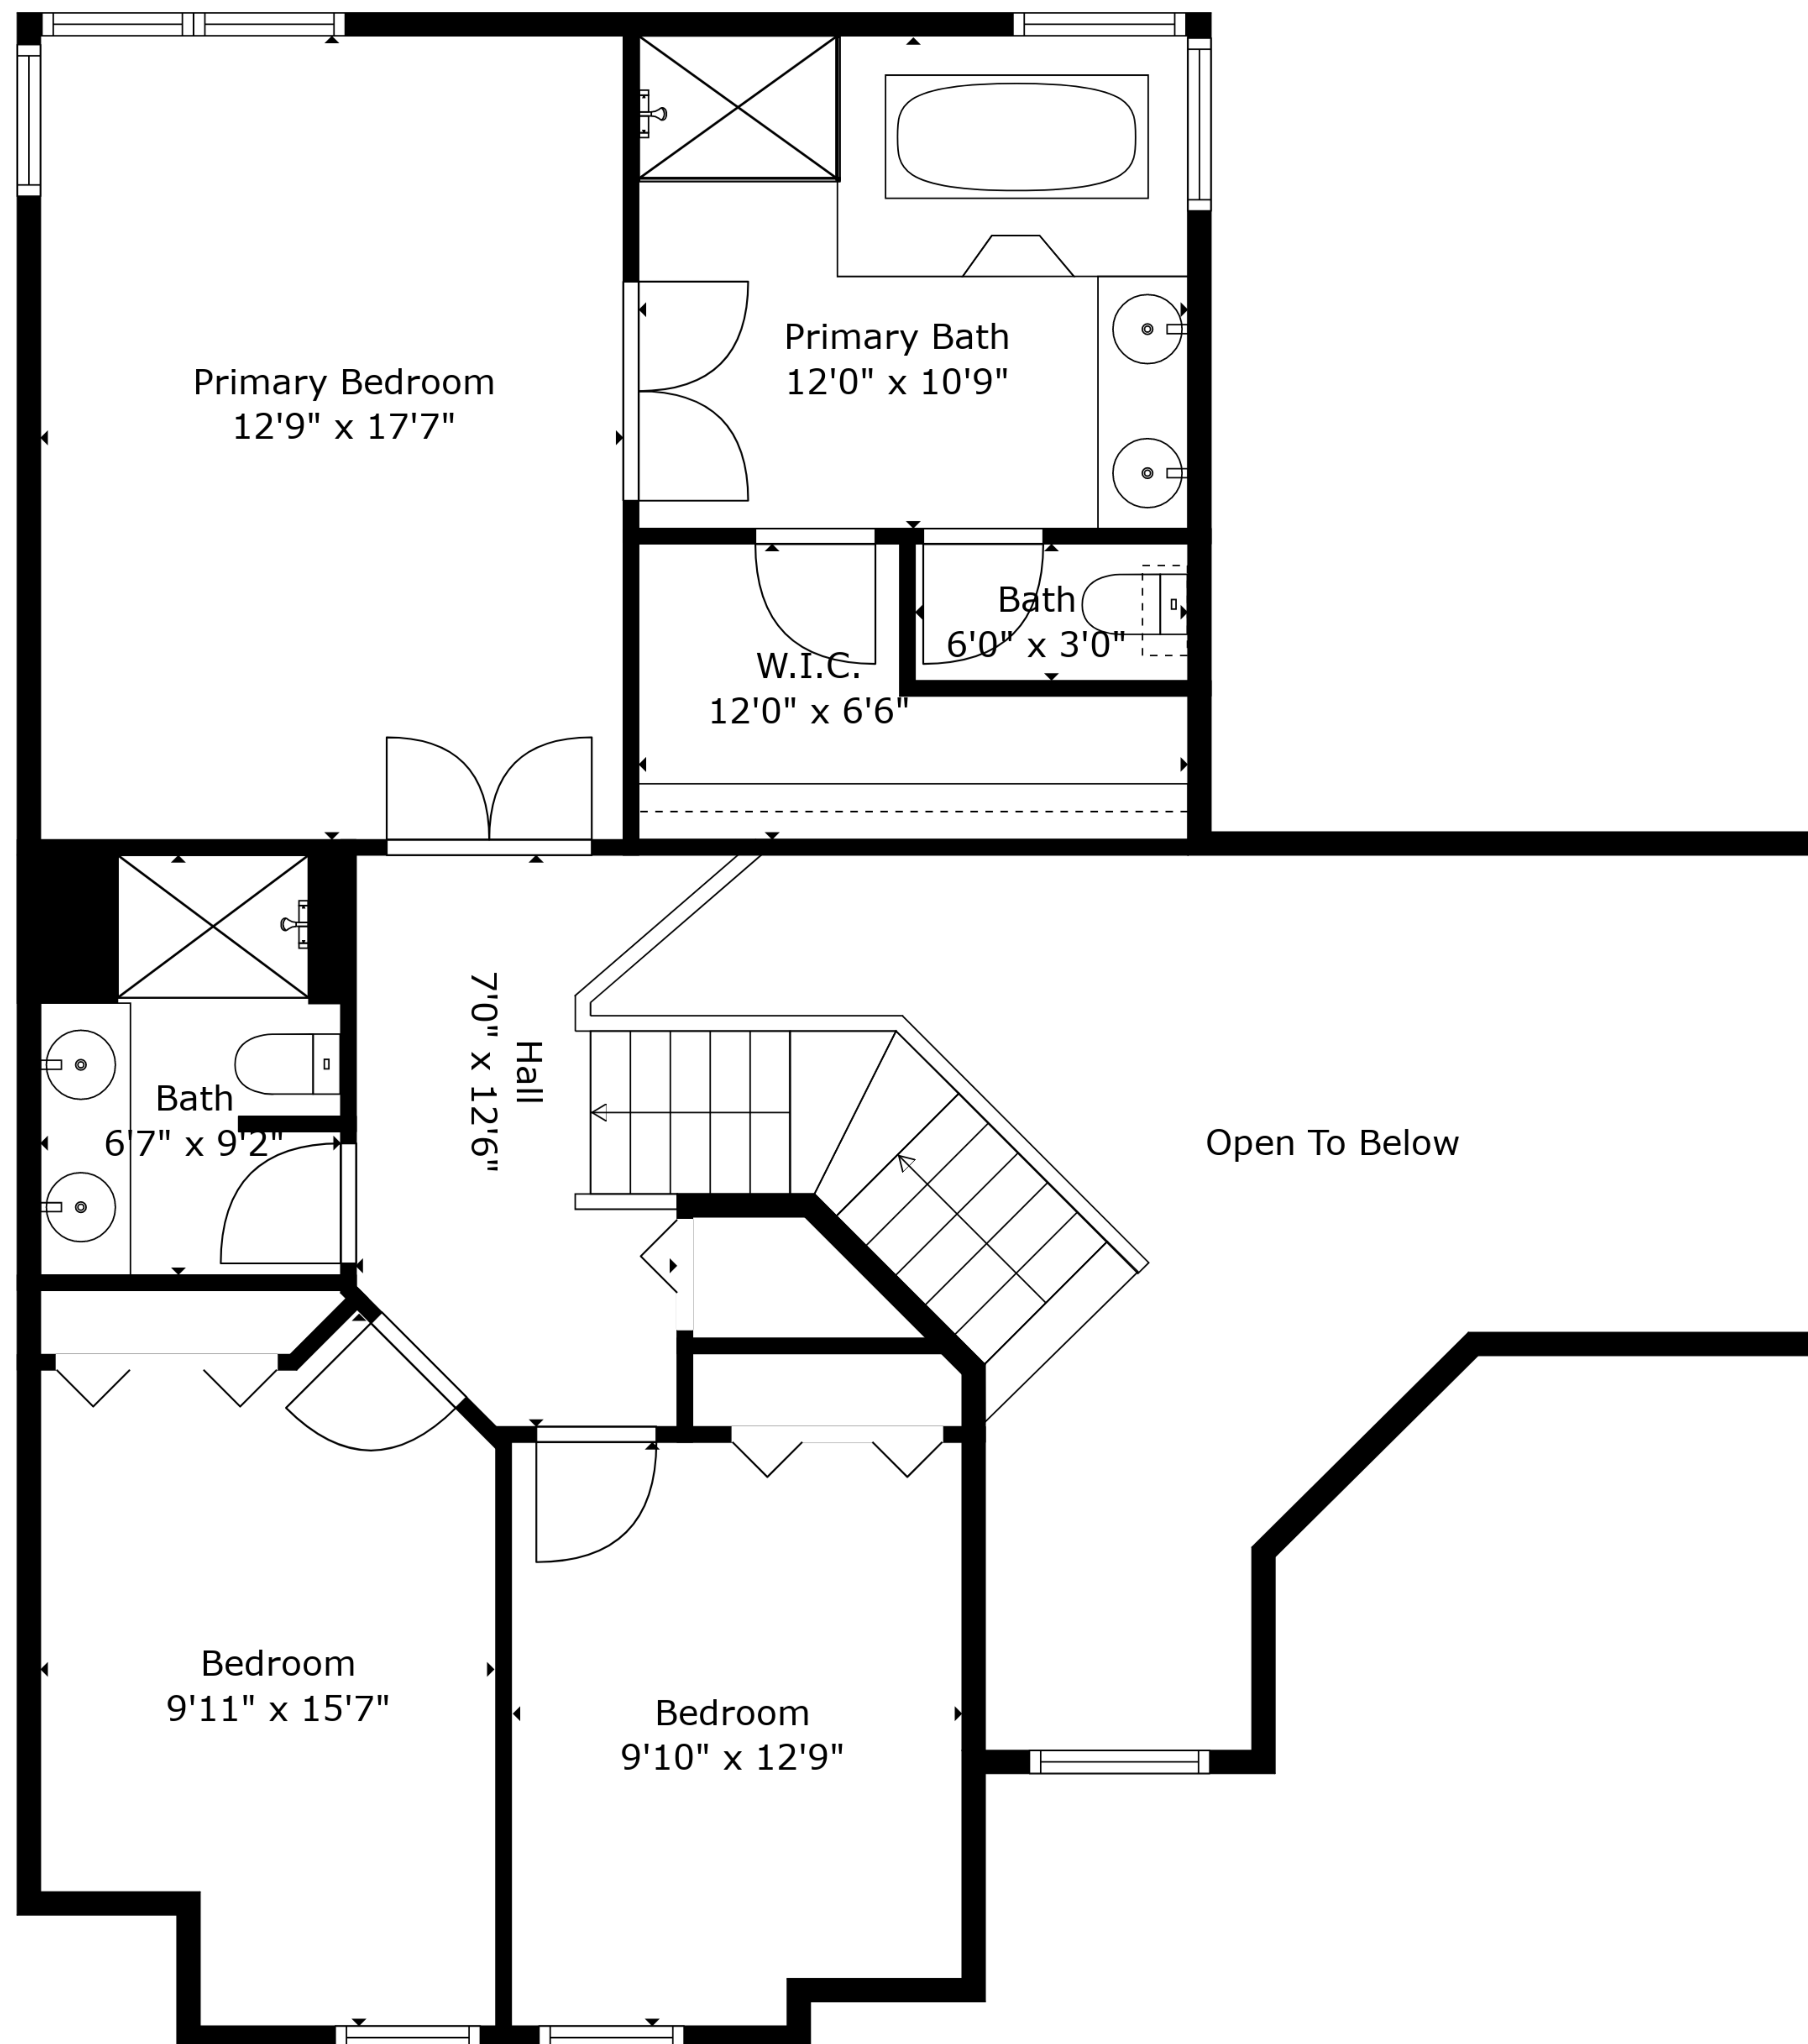 Primary Bedroom
12'9" x 17'7"
Primary Bath
12'0" x 10'9"
Bath
6'0" x 3'0"
W.I.C.
12'0" x 6'6"
Hall
7'0" x 12'6"
Bath
6'7" x 9'2"
Open To Below
Bedroom
9'11" x 15'7"
Bedroom
9'10" x 12'9"